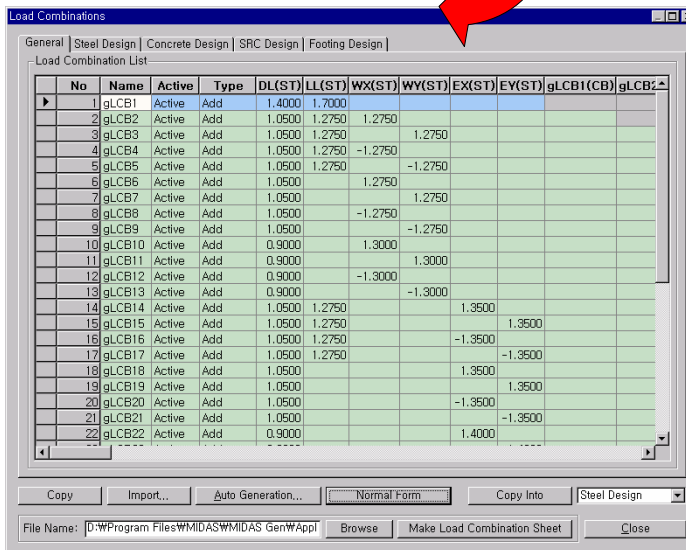 Load Combinations
General Steel Design Concrete Design SRC Design Footing Design
Load Combination List
No Name Active Type DL(ST) LL(ST) WX(ST) WY(ST) EX(ST) EY(ST) gLCB1(CB) gLCB2
1 gLCB1 Active Add 1.4000 1.7000
2 gLCB2 Active Add 1.0500 1.2750 1.2750
3 gLCB3 Active Add 1.0500 1.2750 1.2750
4 gLCB4 Active Add 1.0500 1.2750 -1.2750
5 gLCB5 Active Add 1.0500 1.2750 -1.2750
6 gLCB6 Active Add 1.0500 1.2750
7 gLCB7 Active Add 1.0500 1.2750
8 gLCB8 Active Add 1.0500 -1.2750
9 gLCB9 Active Add 1.0500 -1.2750
10 gLCB10 Active Add 0.9000 1.3000
11 gLCB11 Active Add 0.9000 1.3000
12 gLCB12 Active Add 0.9000 -1.3000
13 gLCB13 Active Add 0.9000 -1.3000
14 gLCB14 Active Add 1.0500 1.2750 1.3500
15 gLCB15 Active Add 1.0500 1.2750 1.3500
16 gLCB16 Active Add 1.0500 1.2750 -1.3500
17 gLCB17 Active Add 1.0500 1.2750 -1.3500
18 gLCB18 Active Add 1.0500 1.3500
19 gLCB19 Active Add 1.0500 1.3500
20 gLCB20 Active Add 1.0500 -1.3500
21 gLCB21 Active Add 1.0500 -1.3500
22 gLCB22 Active Add 0.9000 1.4000
Copy Import... Auto Generation... Normal Form Copy Into Steel Design
File Name: D:₩Program Files₩MIDAS₩MIDAS Gen₩Appl Browse Make Load Combination Sheet Close